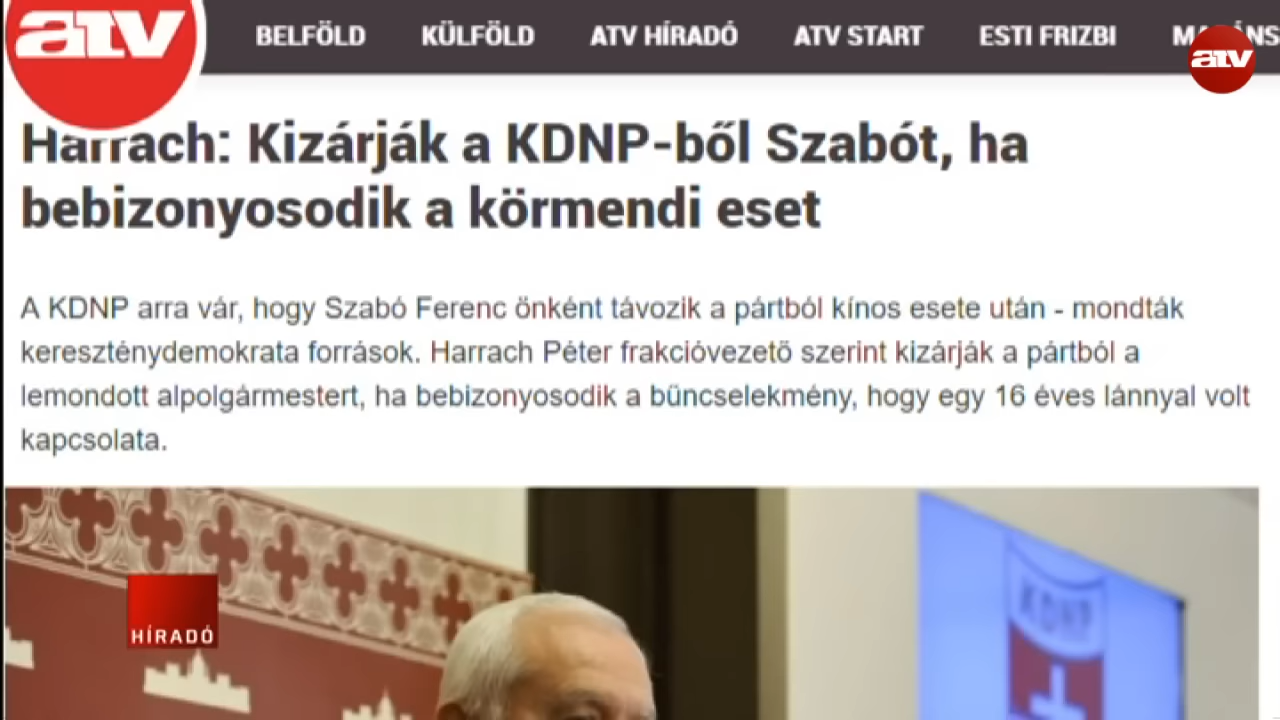 atv
BELFÖLD KÜLFÖLD ATV HÍRADÓ ATV START ESTI FRIZBI
atv
Harrach: Kizárják a KDNP-ből Szabót, ha
bebizonyosodik a körmendi eset
A KDNP arra vár, hogy Szabó Ferenc önként távozik a pártból kínos esete után - mondták
kereszténydemokrata források. Harrach Péter frakcióvezető szerint kizárják a pártból a
lemondott alpolgármestert, ha bebizonyosodik a bűncselekmény, hogy egy 16 éves lánnyal volt
kapcsolata.
KDNP
HÍRADÓ